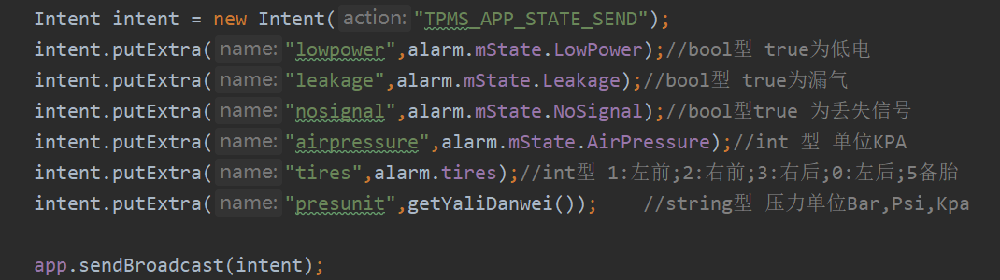 Intent intent = new Intent( action: "TPMS_APP_STATE_SEND");
intent.putExtra( name: "lowpower",alarm.mState.LowPower);//bool型 true为低电
intent.putExtra( name: "leakage",alarm.mState.Leakage);//bool型 true为漏气
intent.putExtra( name: "nosignal",alarm.mState.NoSignal);//bool型true 为丢失信号
intent.putExtra( name: "airpressure",alarm.mState.AirPressure);//int 型 单位KPA
intent.putExtra( name: "tires",alarm.tires);//int型 1:左前;2:右前;3:右后;0:左后;5备胎
intent.putExtra( name: "presunit",getYaliDanwei());    //string型 压力单位Bar,Psi,Kpa
app.sendBroadcast(intent);